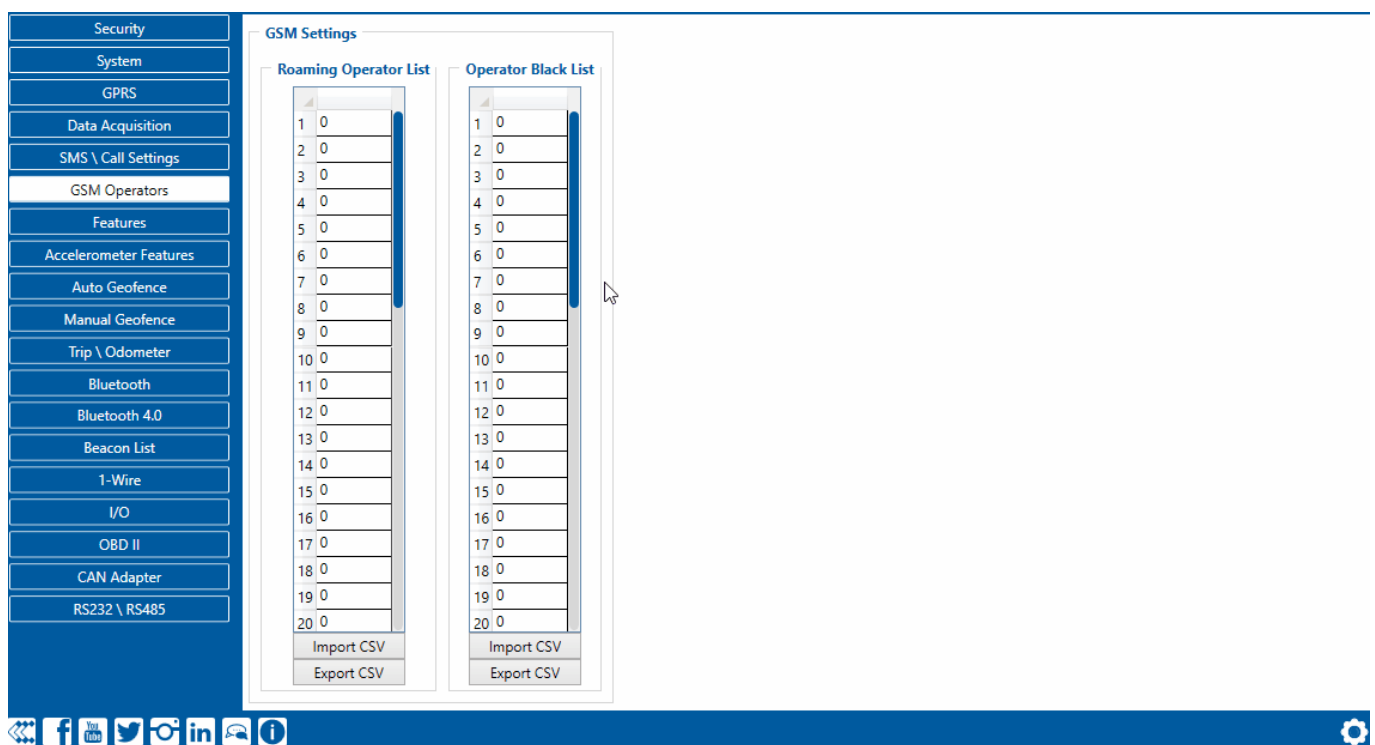 Security
System
GPRS
Data Acquisition
SMS \ Call Settings
GSM Operators
Features
Accelerometer Features
Auto Geofence
Manual Geofence
Trip \ Odometer
Bluetooth
Bluetooth 4.0
Beacon List
1-Wire
I/O
OBD II
CAN Adapter
RS232 \ RS485
GSM Settings
Roaming Operator List
1 0
2 0
3 0
4 0
5 0
6 0
7 0
8 0
9 0
10 0
11 0
12 0
13 0
14 0
15 0
16 0
17 0
18 0
19 0
20 0
Import CSV
Export CSV
Operator Black List
1 0
2 0
3 0
4 0
5 0
6 0
7 0
8 0
9 0
10 0
11 0
12 0
13 0
14 0
15 0
16 0
17 0
18 0
19 0
20 0
Import CSV
Export CSV
f
You
Tube
in
i